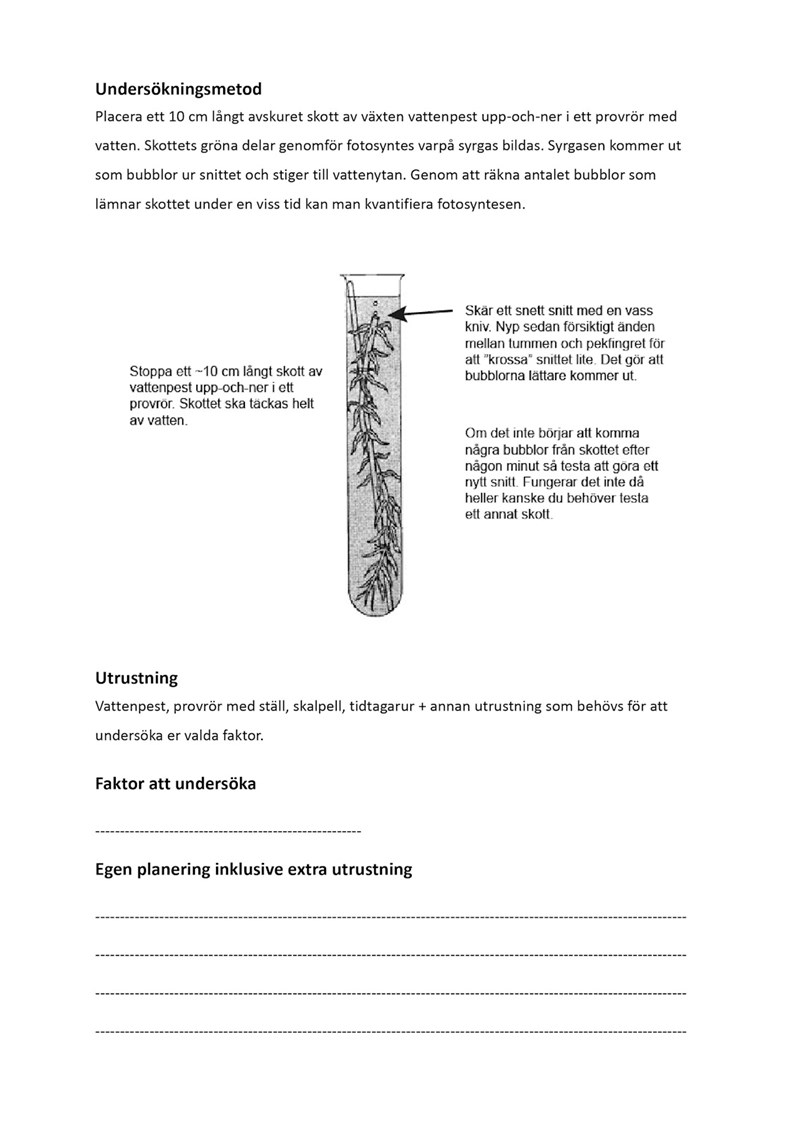 Undersökningsmetod
Placera ett 10 cm långt avskuret skott av växten vattenpest upp-och-ner i ett provrör med
vatten. Skottets gröna delar genomför fotosyntes varpå syrgas bildas. Syrgasen kommer ut
som bubblor ur snittet och stiger till vattenytan. Genom att räkna antalet bubblor som
lämnar skottet under en viss tid kan man kvantifiera fotosyntesen.
Stoppa ett ~10 cm långt skott av
vattenpest upp-och-ner i ett
provrör. Skottet ska täckas helt
av vatten.
Skär ett snett snitt med en vass
kniv. Nyp sedan försiktigt änden
mellan tummen och pekfingret för
att "krossa" snittet lite. Det gör att
bubblorna lättare kommer ut.
Om det inte börjar att komma
några bubblor från skottet efter
någon minut så testa att göra ett
nytt snitt. Fungerar det inte då
heller kanske du behöver testa
ett annat skott.
Utrustning
Vattenpest, provrör med ställ, skalpell, tidtagarur + annan utrustning som behövs för att
undersöka er valda faktor.
Faktor att undersöka
Egen planering inklusive extra utrustning